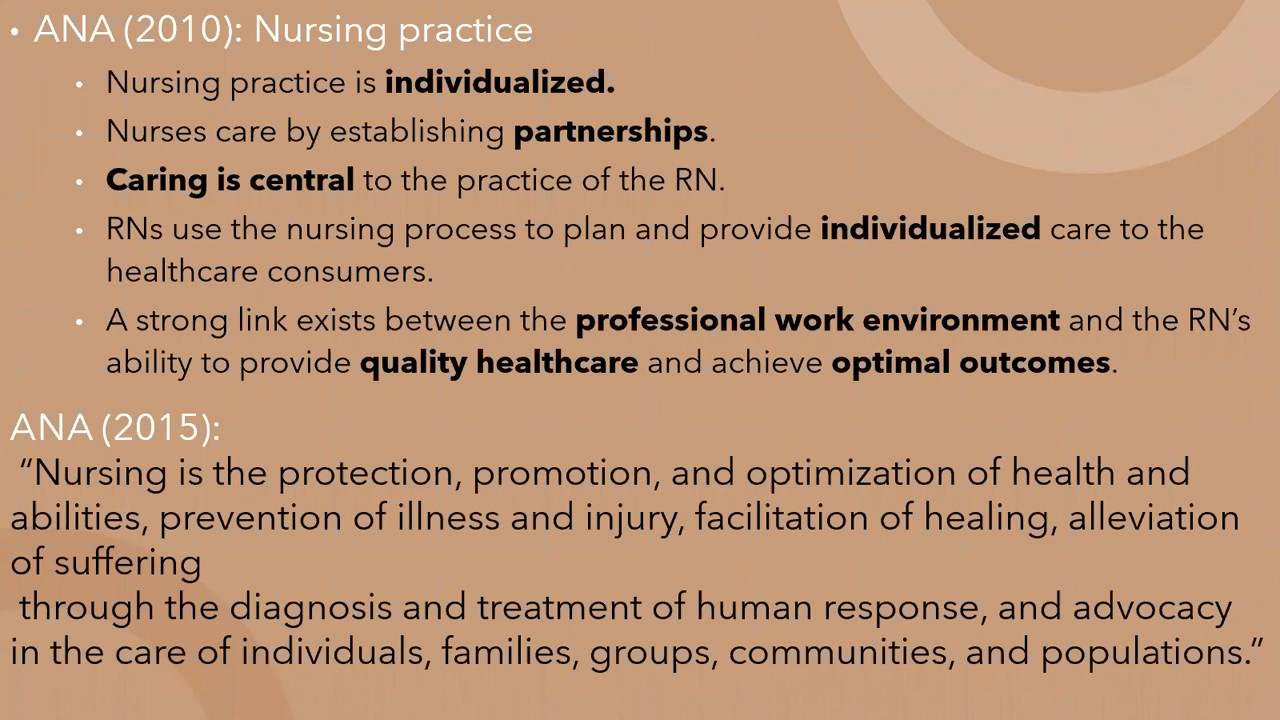 • ANA (2010): Nursing practice
• Nursing practice is individualized.
• Nurses care by establishing partnerships.
• Caring is central to the practice of the RN.
• RNs use the nursing process to plan and provide individualized care to the
healthcare consumers.
• A strong link exists between the professional work environment and the RN’s
ability to provide quality healthcare and achieve optimal outcomes.
ANA (2015):
“Nursing is the protection, promotion, and optimization of health and
abilities, prevention of illness and injury, facilitation of healing, alleviation
of suffering
through the diagnosis and treatment of human response, and advocacy
in the care of individuals, families, groups, communities, and populations.”